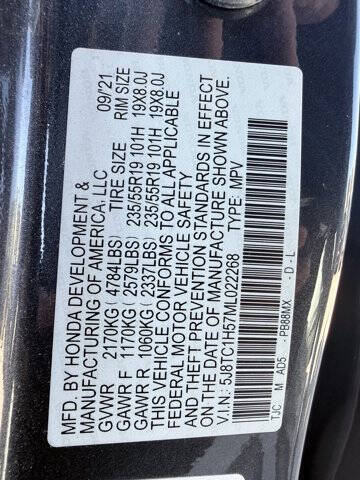 MFD. BY HONDA DEVELOPMENT &
MANUFACTURING OF AMERICA, LLC 09/21
TIRE SIZE RIM SIZE
GVWR 2170KG ( 4784LBS)
GAWR F 1170KG ( 2579LBS) 235/55R19 101H 19X8.0J
GAWR R 1060KG ( 2337LBS) 235/55R19 101H 19X8.0J
THIS VEHICLE CONFORMS TO ALL APPLICABLE
FEDERAL MOTOR VEHICLE SAFETY AND
THEFT PREVENTION STANDARDS IN EFFECT
ON THE DATE OF MANUFACTURE SHOWN ABOVE.
V.I.N.: 5J8TC1H57ML022268 TYPE: MPV
TJC M AD5 PB88MX - D - L